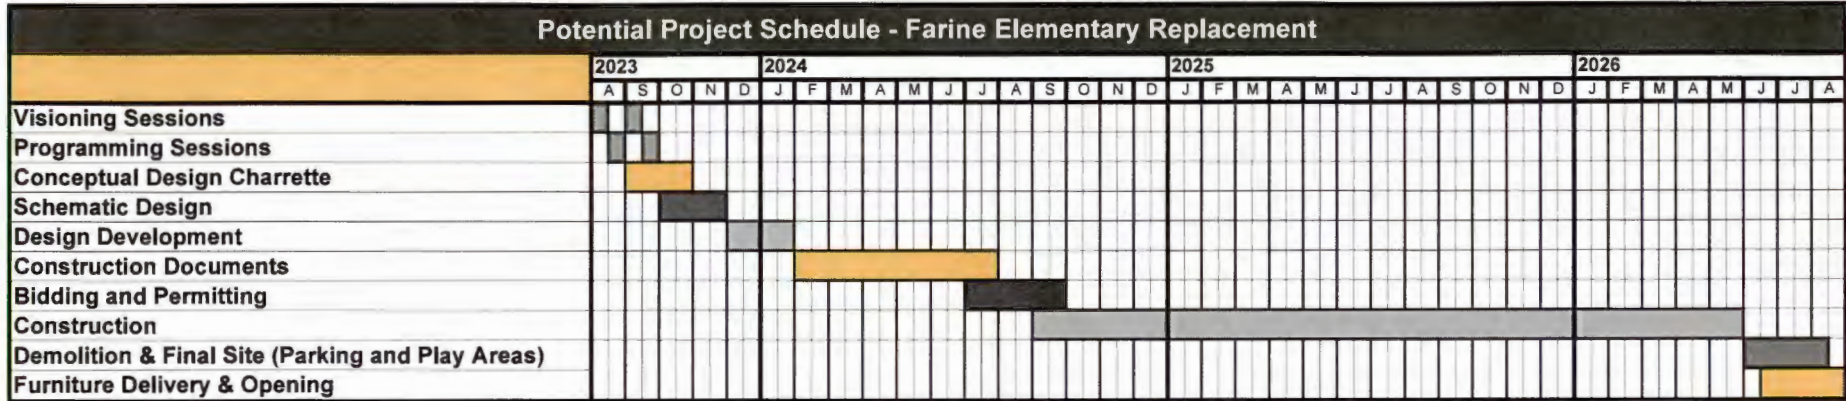 Potential Project Schedule - Farine Elementary Replacement
2023 2024 2025 2026
A S O N D J F M A M J J A S O N D J F M A M J J A S O N D J F M A M J J A
Visioning Sessions
Programming Sessions
Conceptual Design Charrette
Schematic Design
Design Development
Construction Documents
Bidding and Permitting
Construction
Demolition & Final Site (Parking and Play Areas)
Furniture Delivery & Opening